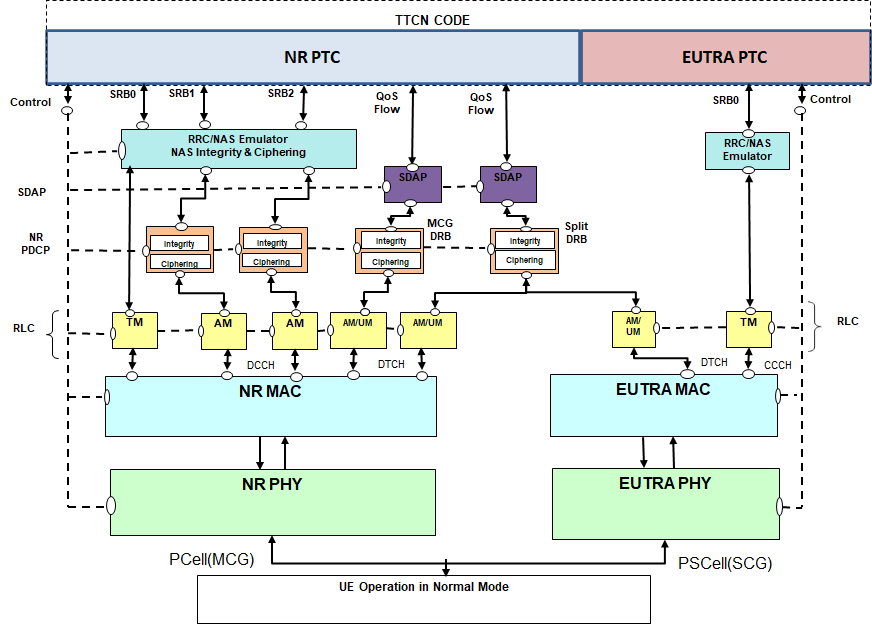 TTCN CODE
NR PTC
EUTRA PTC
Control
SRB0
SRB1
SRB2
QoS
Flow
QoS
Flow
SRB0
Control
RRC/NAS Emulator
NAS Integrity & Ciphering
RRC/NAS
Emulator
SDAP
SDAP
SDAP
NR
PDCP
MCG
DRB
Split
DRB
Integrity
Ciphering
Integrity
Ciphering
Integrity
Ciphering
Integrity
Ciphering
RLC
TM
AM
AM
AM/UM
AM/UM
AM/
UM
TM
RLC
DCCH
DTCH
DTCH
CCCH
NR MAC
EUTRA MAC
NR PHY
EUTRA PHY
PCell(MCG)
PSCell(SCG)
UE Operation in Normal Mode